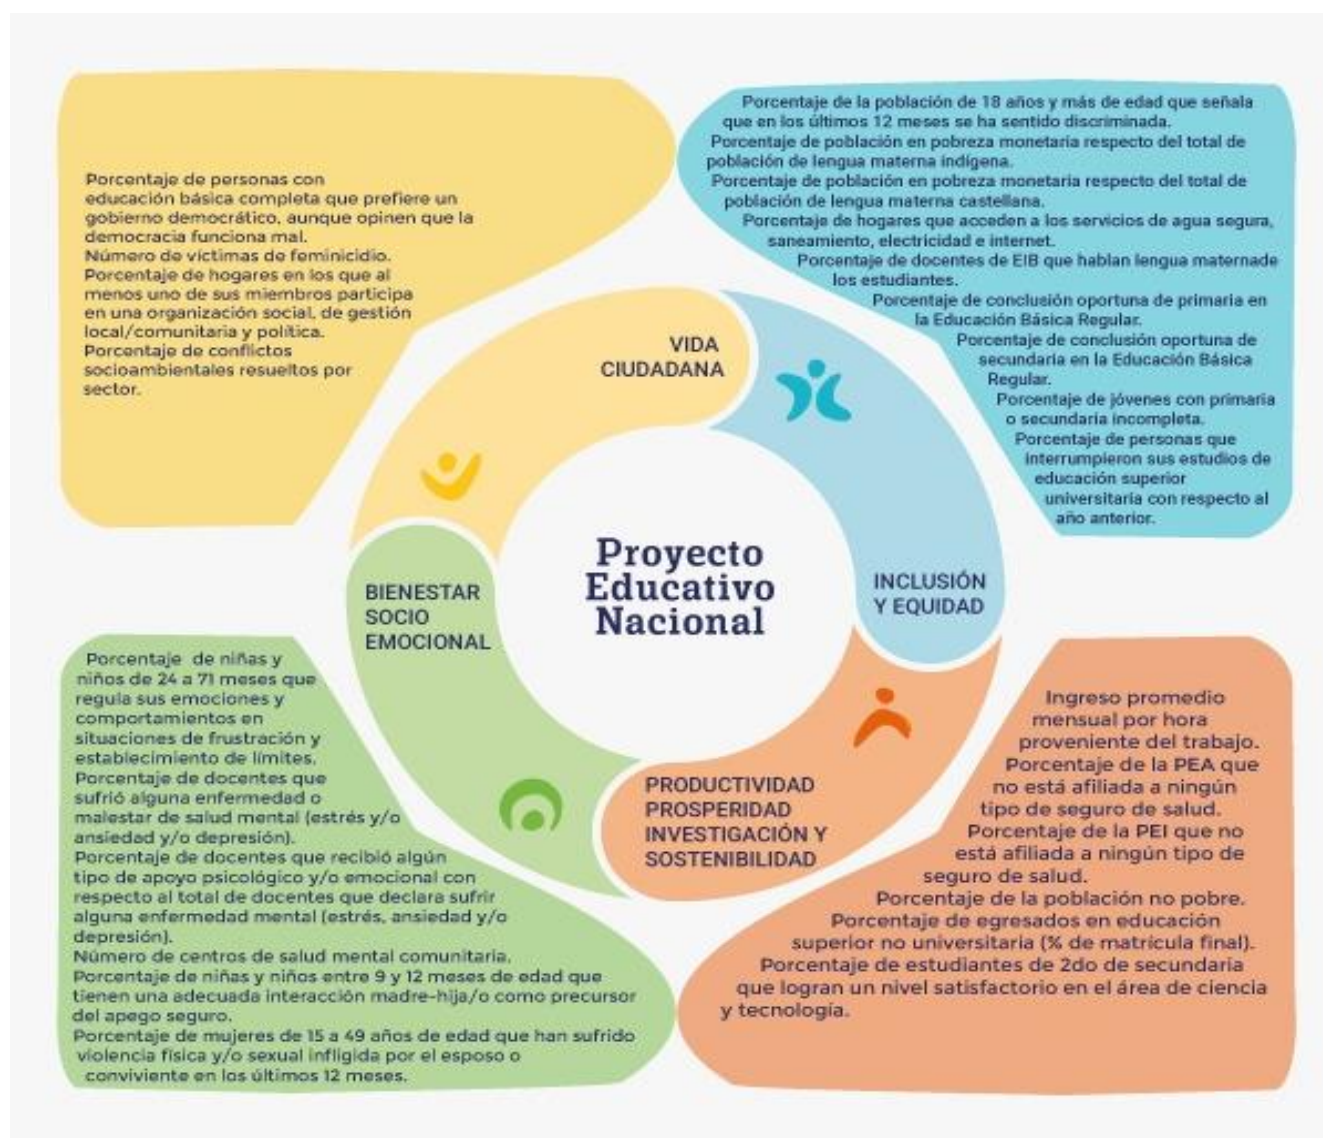 Porcentaje de personas con
educación básica completa que prefiere un
gobierno democrático, aunque opinen que la
democracia funciona mal.
Número de víctimas de feminicidio.
Porcentaje de hogares en los que al
menos uno de sus miembros participa
en una organización social, de gestión
local/comunitaria y política.
Porcentaje de conflictos
socioambientales resueltos por
sector.
Porcentaje de la población de 18 años y más de edad que señala
que en los últimos 12 meses se ha sentido discriminada.
Porcentaje de población en pobreza monetaria respecto del total de
población de lengua materna indígena.
Porcentaje de población en pobreza monetaria respecto del total de
población de lengua materna castellana.
Porcentaje de hogares que acceden a los servicios de agua segura,
saneamiento, electricidad e internet.
Porcentaje de docentes de EIB que hablan lengua maternade
los estudiantes.
Porcentaje de conclusión oportuna de primaria en
la Educación Básica Regular.
Porcentaje de conclusión oportuna de
secundaria en la Educación Básica
Regular.
Porcentaje de jóvenes con primaria
o secundaria incompleta.
Porcentaje de personas que
interrumpieron sus estudios de
educación superior
universitaria con respecto al
año anterior.
VIDA
CIUDADANA
INCLUSIÓN
Y EQUIDAD
Proyecto
Educativo
Nacional
BIENESTAR
SOCIO
EMOCIONAL
PRODUCTIVIDAD
PROSPERIDAD
INVESTIGACIÓN Y
SOSTENIBILIDAD
Porcentaje de niñas y
niños de 24 a 71 meses que
regula sus emociones y
comportamientos en
situaciones de frustración y
establecimiento de límites.
Porcentaje de docentes que
sufrió alguna enfermedad o
malestar de salud mental (estrés y/o
ansiedad y/o depresión).
Porcentaje de docentes que recibió algún
tipo de apoyo psicológico y/o emocional con
respecto al total de docentes que declara sufrir
alguna enfermedad mental (estrés, ansiedad y/o
depresión).
Número de centros de salud mental comunitaria.
Porcentaje de niñas y niños entre 9 y 12 meses de edad que
tienen una adecuada interacción madre-hija/o como precursor
del apego seguro.
Porcentaje de mujeres de 15 a 49 años de edad que han sufrido
violencia física y/o sexual infligida por el esposo o
conviviente en los últimos 12 meses.
Ingreso promedio
mensual por hora
proveniente del trabajo.
Porcentaje de la PEA que
no está afiliada a ningún
tipo de seguro de salud.
Porcentaje de la PEI que no
está afiliada a ningún tipo de
seguro de salud.
Porcentaje de la población no pobre.
Porcentaje de egresados en educación
superior no universitaria (% de matrícula final).
Porcentaje de estudiantes de 2do de secundaria
que logran un nivel satisfactorio en el área de ciencia
y tecnología.